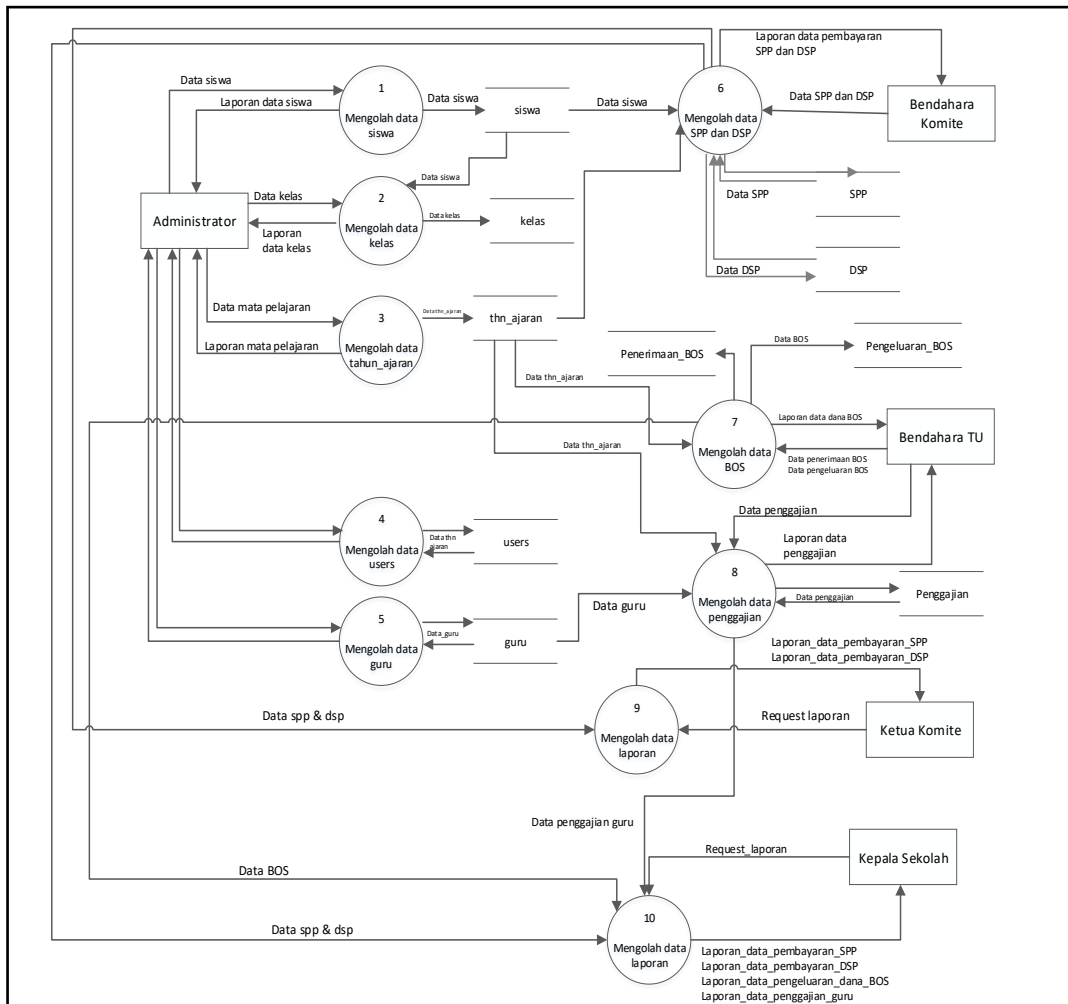 Laporan data pembayaran
SPP dan DSP
Data siswa
1
Mengolah data
siswa
Laporan data siswa
Data siswa
siswa
Data siswa
6
Mengolah data
SPP dan DSP
Data SPP dan DSP
Bendahara
Komite
Data siswa
Data SPP
SPP
Administrator
Data kelas
Laporan
data kelas
2
Mengolah data
kelas
Data kelas
kelas
Data DSP
DSP
Data mata pelajaran
Laporan mata pelajaran
3
Mengolah data
tahun_ajaran
Data thn_ajaran
thn_ajaran
Penerimaan_BOS
Data BOS
Pengeluaran_BOS
Data thn_ajaran
7
Mengolah data
BOS
Laporan data dana BOS
Data penerimaan BOS
Data pengeluaran BOS
Bendahara TU
Data thn_ajaran
Data penggajian
Laporan data
penggajian
4
Mengolah data
users
Data thn
ajaran
users
8
Mengolah data
penggajian
Data penggajian
Penggajian
5
Mengolah data
guru
Data_guru
guru
Data guru
Laporan_data_pembayaran_SPP
Laporan_data_pembayaran_DSP
Data spp & dsp
9
Mengolah data
laporan
Request laporan
Ketua Komite
Data penggajian guru
Request_laporan
Kepala Sekolah
Data BOS
Data spp & dsp
10
Mengolah data
laporan
Laporan_data_pembayaran_SPP
Laporan_data_pembayaran_DSP
Laporan_data_pengeluaran_dana_BOS
Laporan_data_penggajian_guru